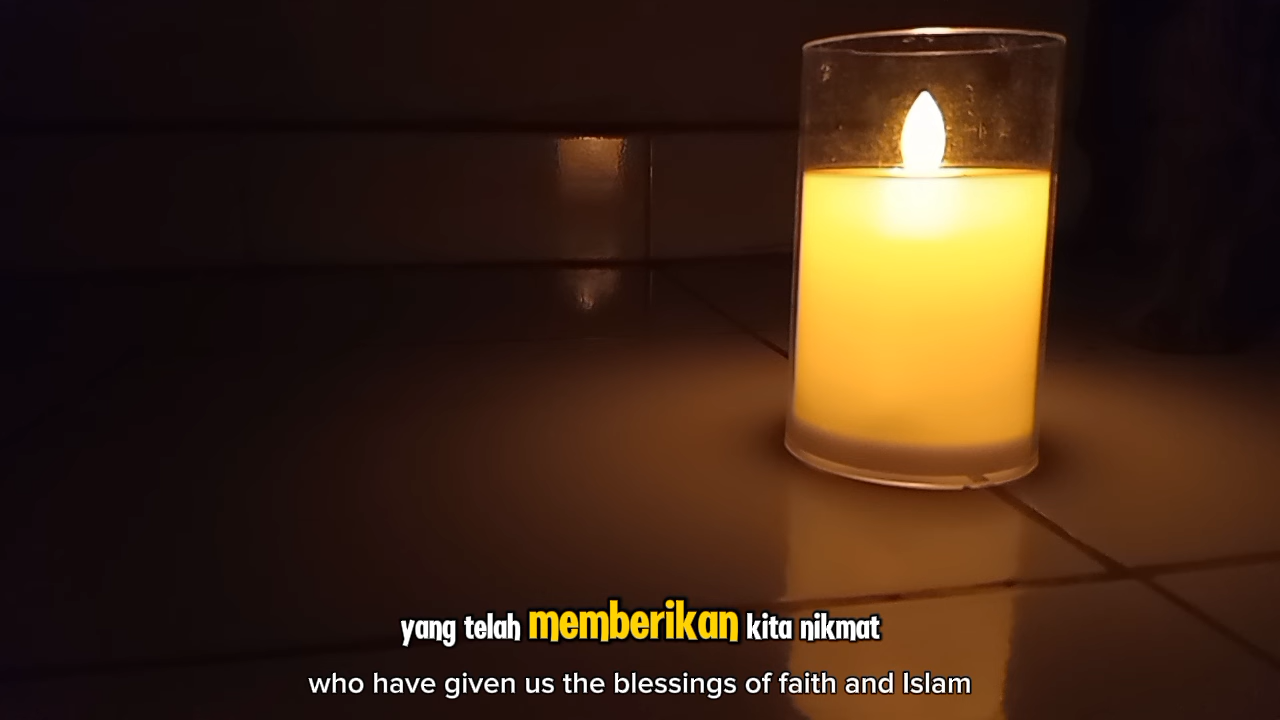 yang telah memberikan kita nikmat
who have given us the blessings of faith and Islam